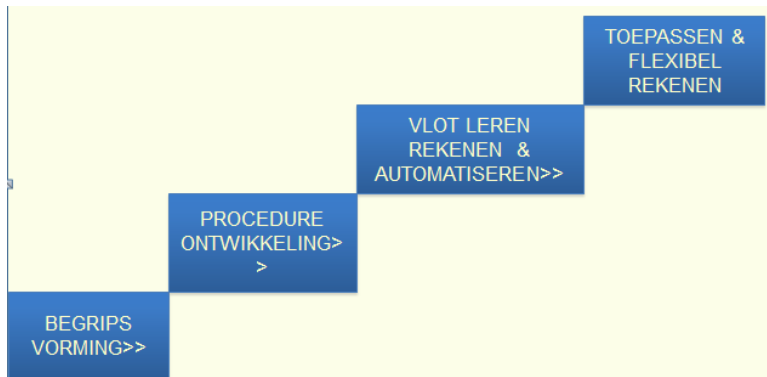 TOEPASSEN &
FLEXIBEL
REKENEN
VLOT LEREN
REKENEN &
AUTOMATISEREN>>
PROCEDURE
ONTWIKKELING>
>
BEGRIPS
VORMING>>